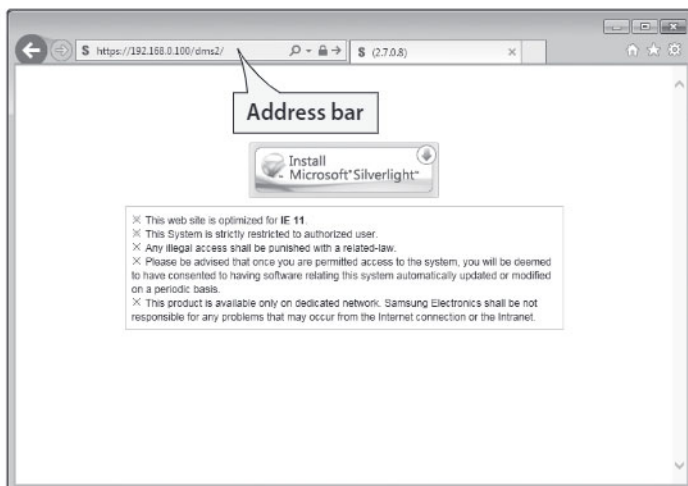 https://192.168.0.100/dms2/
(2.7.0.8)
Address bar
Install
Microsoft®Silverlight™
※ This web site is optimized for IE 11.
※ This System is strictly restricted to authorized user.
※ Any illegal access shall be punished with a related-law.
※ Please be advised that once you are permitted access to the system, you will be deemed
to have consented to having software relating this system automatically updated or modified
on a periodic basis.
※ This product is available only on dedicated network. Samsung Electronics shall be not
responsible for any problems that may occur from the Internet connection or the Intranet.